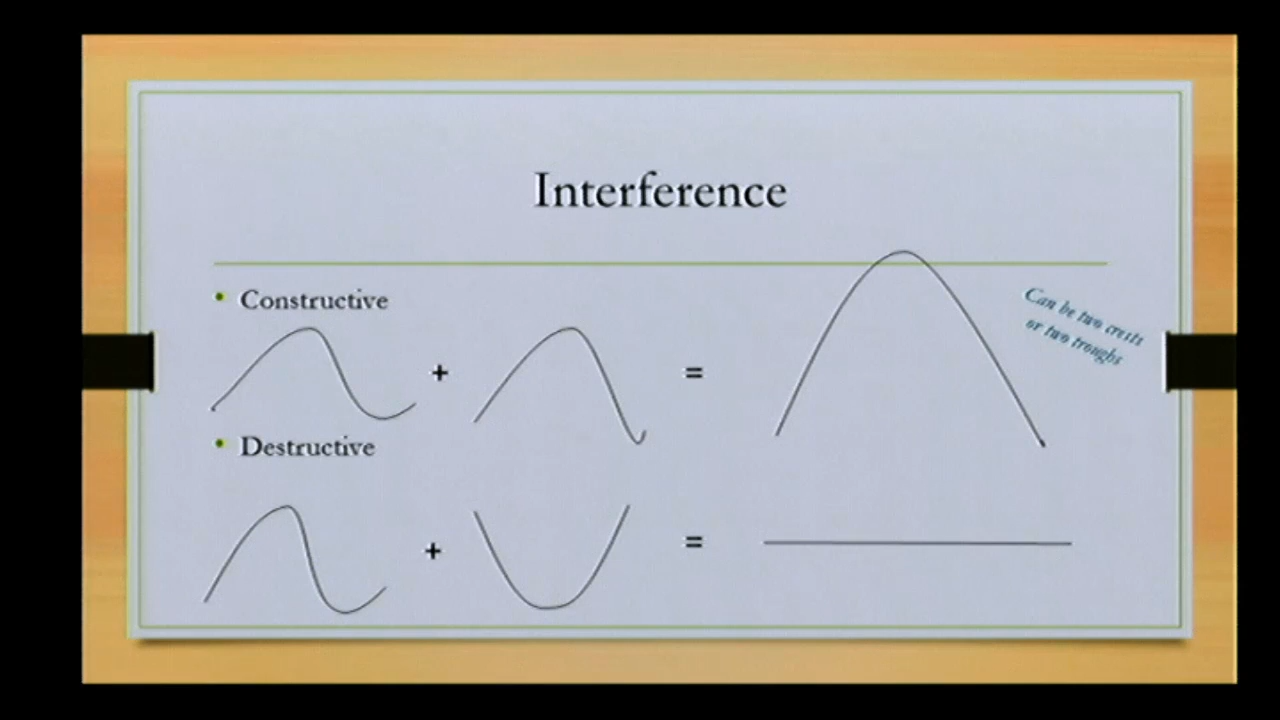 Interference
• Constructive
Can be two crests
or two troughs
+
=
• Destructive
+
=